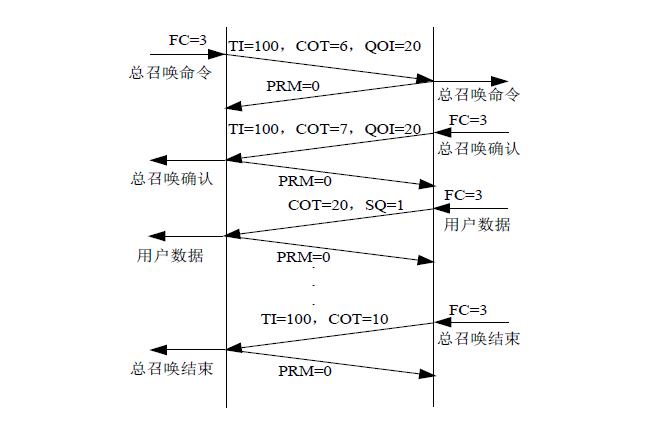 FC=3
TI=100，COT=6，QOI=20
总召唤命令
PRM=0
总召唤命令
FC=3
TI=100，COT=7，QOI=20
总召唤确认
总召唤确认
PRM=0
FC=3
COT=20，SQ=1
用户数据
用户数据
PRM=0
FC=3
TI=100，COT=10
总召唤结束
总召唤结束
PRM=0